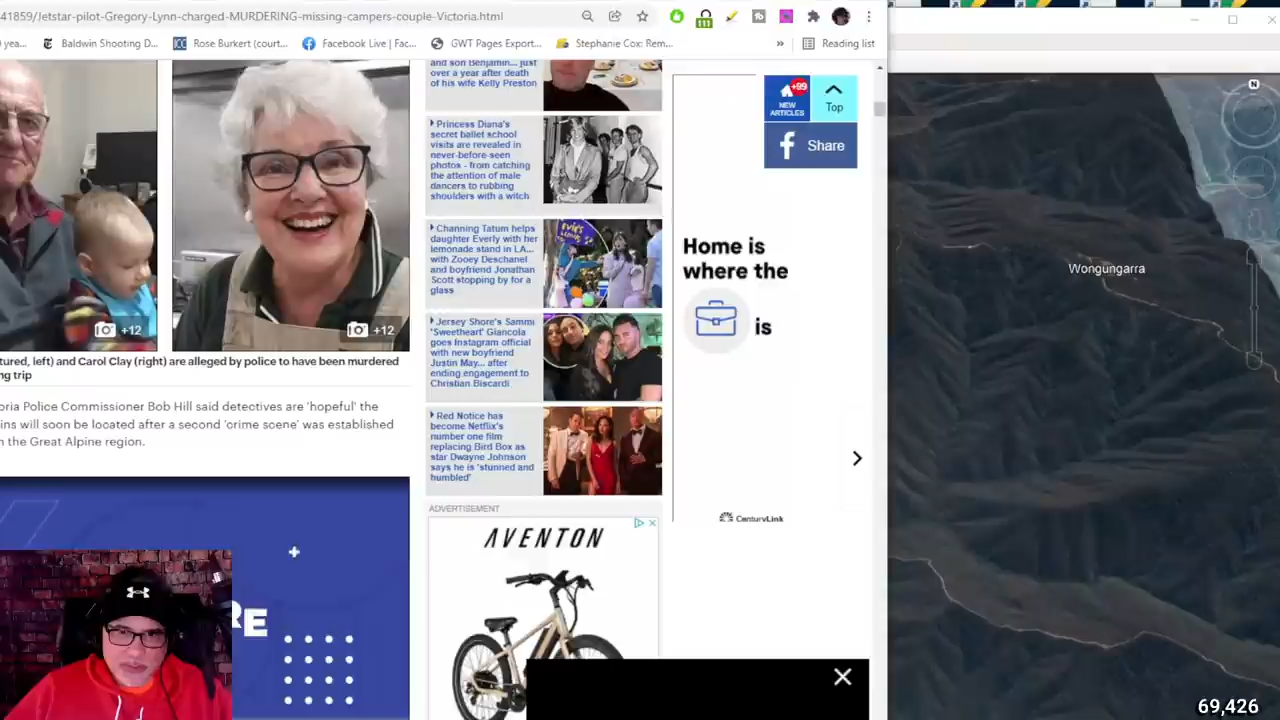 41859/Jetstar-pilot-Gregory-Lynn-charged-MURDERING-missing-campers-couple-Victoria.html
111
0 yea...
Baldwin Shooting D...
Rose Burkert (court...
Facebook Live | Fac...
GWT Pages Export...
Stephanie Cox: Rem...
»
Reading list
+12
+12
tured, left) and Carol Clay (right) are alleged by police to have been murdered
ng trip
oria Police Commissioner Bob Hill said detectives are 'hopeful' the
ins will soon be located after a second 'crime scene' was established
n the Great Alpine region.
RE
and son Benjamin... just
over a year after death
of his wife Kelly Preston
Princess Diana's
secret ballet school
visits are revealed in
never-before-seen
photos - from catching
the attention of male
dancers to rubbing
shoulders with a witch
Channing Tatum helps
daughter Everly with her
lemonade stand in LA...
with Zooey Deschanel
and boyfriend Jonathan
Scott stopping by for a
glass
Jersey Shore's Sammi
'Sweetheart' Giancola
goes Instagram official
with new boyfriend
Justin May... after
ending engagement to
Christian Biscardi
Red Notice has
become Netflix's
number one film
replacing Bird Box as
star Dwayne Johnson
says he is 'stunned and
humbled'
ADVERTISEMENT
AVENTON
+99
NEW
ARTICLES
Top
Share
Home is
where the
is
CenturyLink
N
Wongungarra
69,426